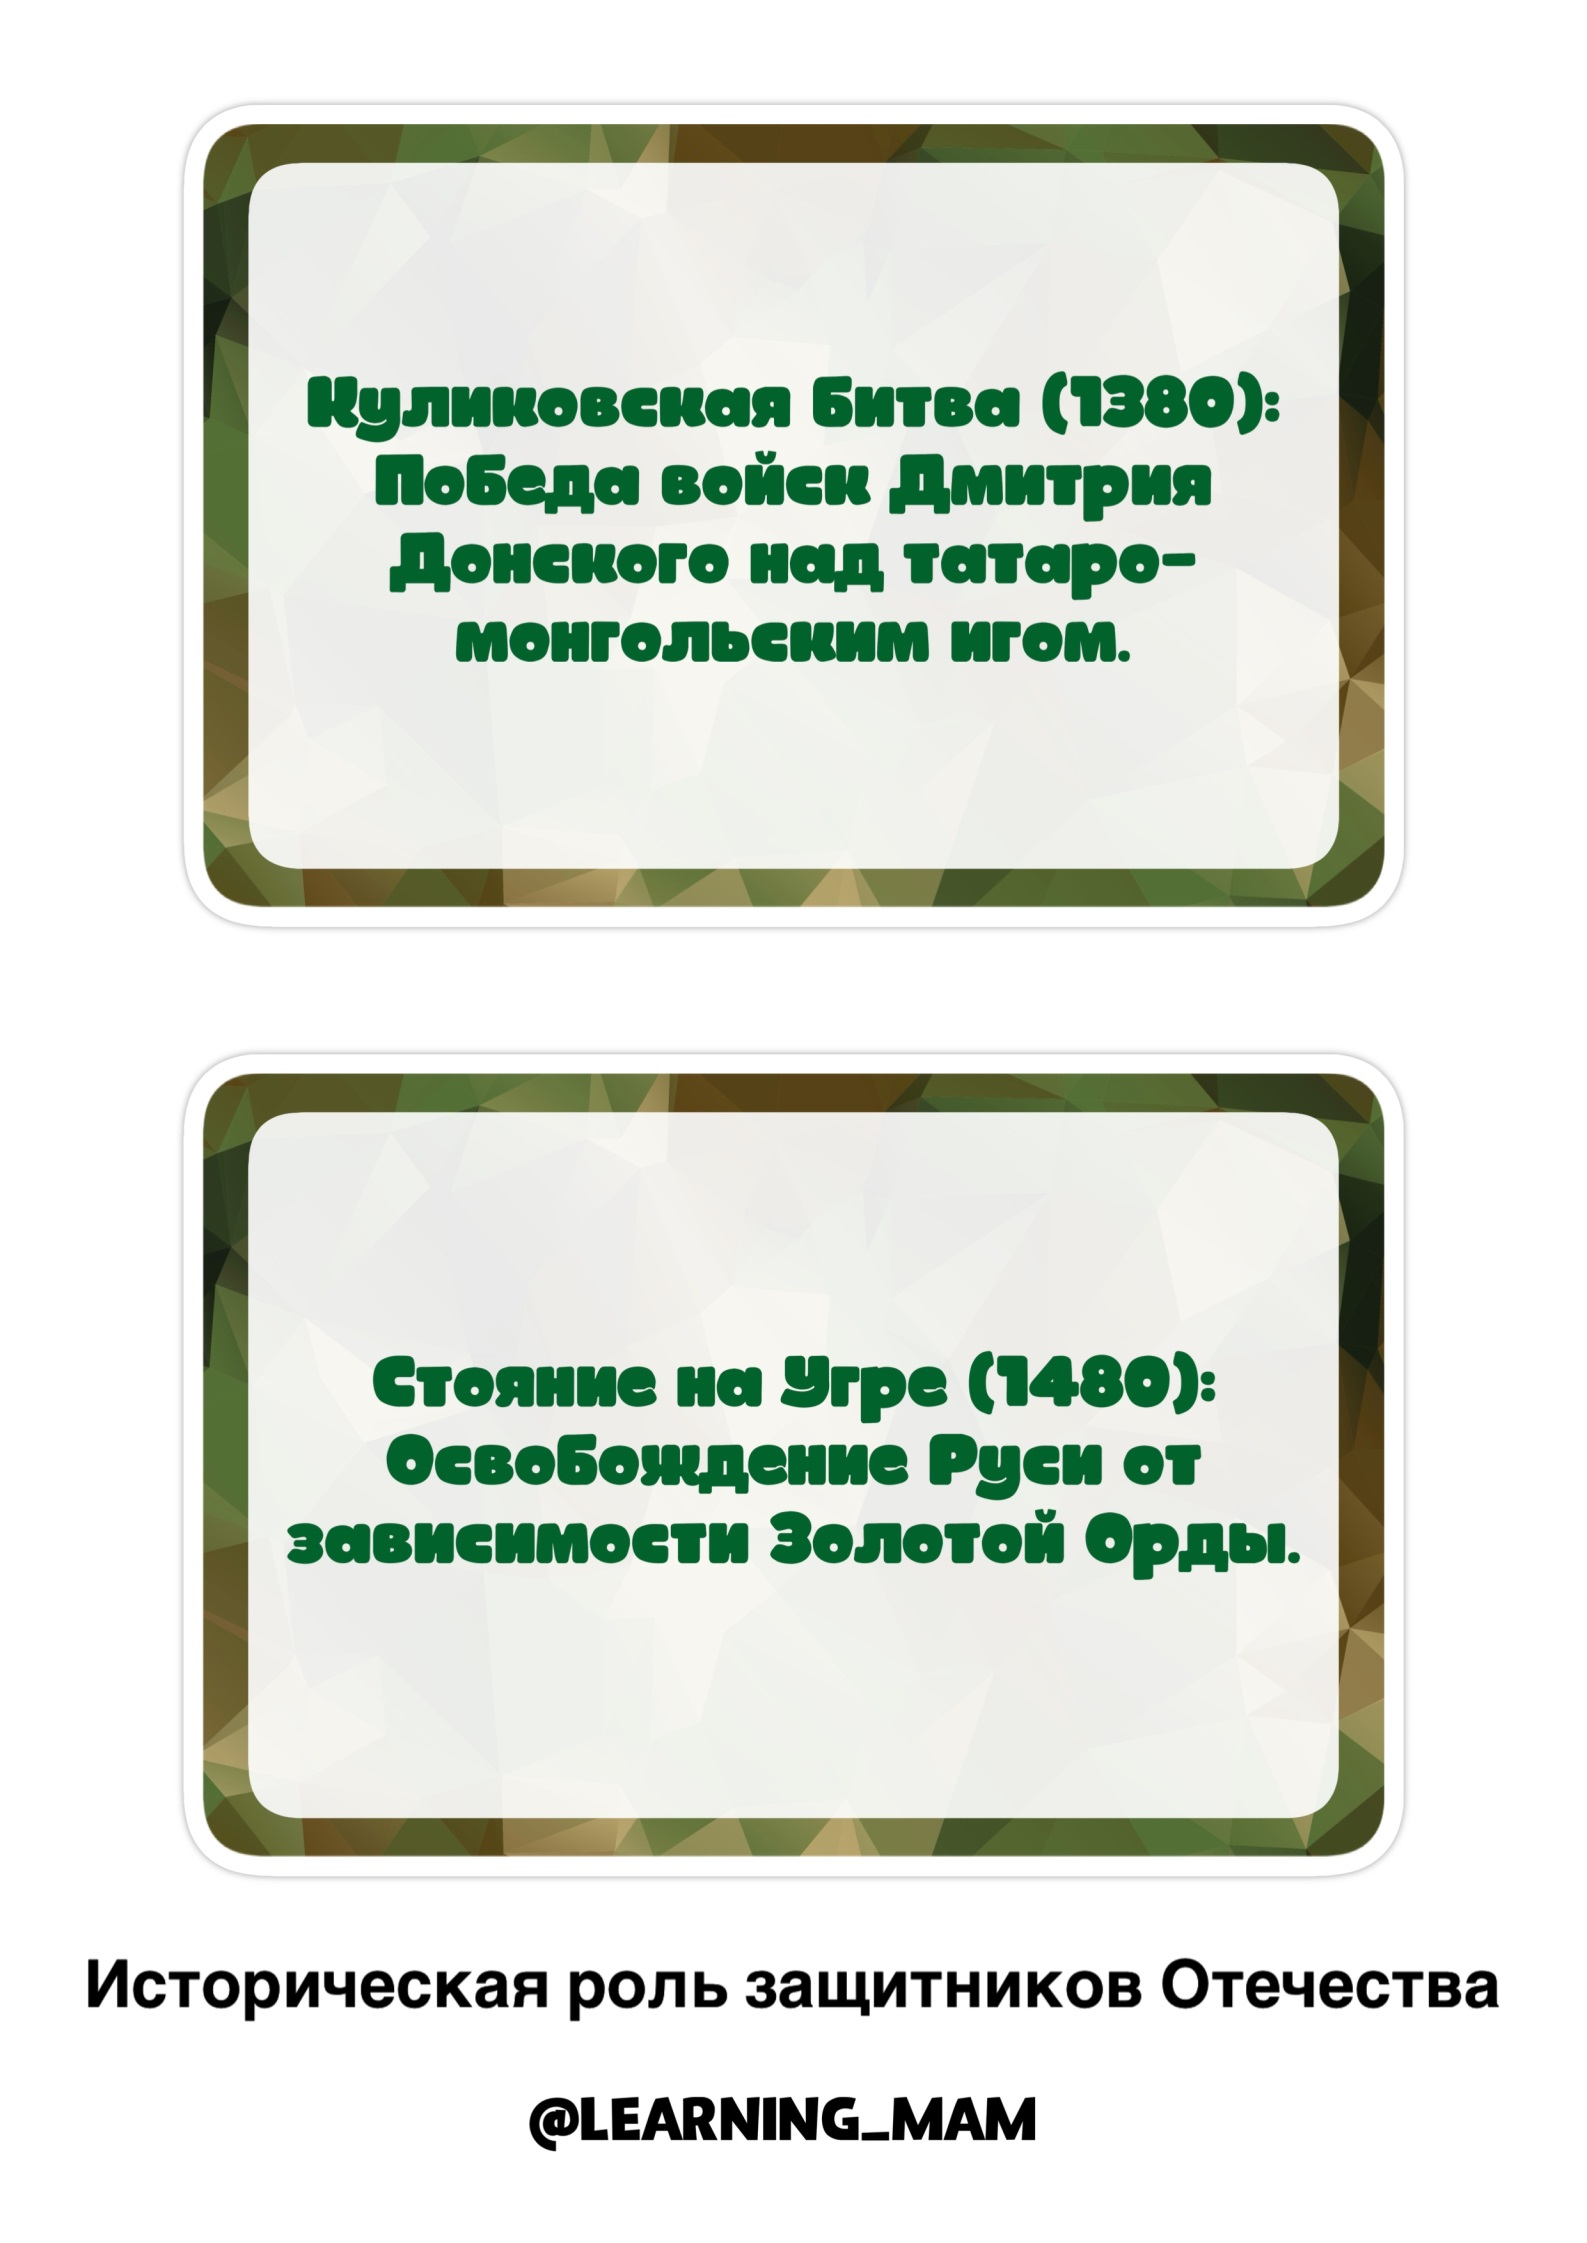 Куликовская битва (1380):
Победа войск Дмитрия
Донского над татаро-
монгольским игом.
Стояние на Угре (1480):
Освобождение Руси от
зависимости Золотой Орды.
Историческая роль защитников Отечества
@LEARNING_MAM